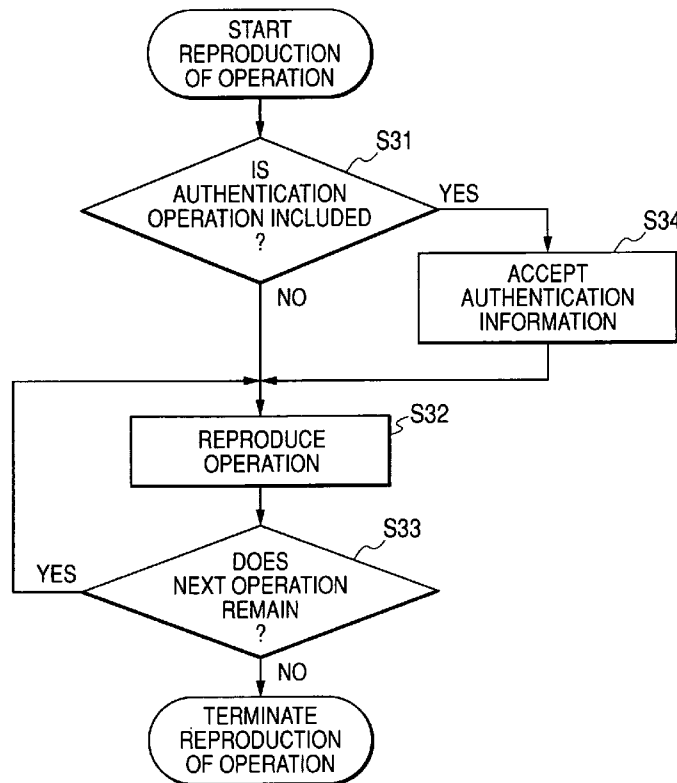 START
REPRODUCTION
OF OPERATION
S31
IS
AUTHENTICATION
OPERATION INCLUDED
?
YES
S34
ACCEPT
AUTHENTICATION
INFORMATION
NO
S32
REPRODUCE
OPERATION
S33
DOES
NEXT OPERATION
REMAIN
?
YES
NO
TERMINATE
REPRODUCTION
OF OPERATION